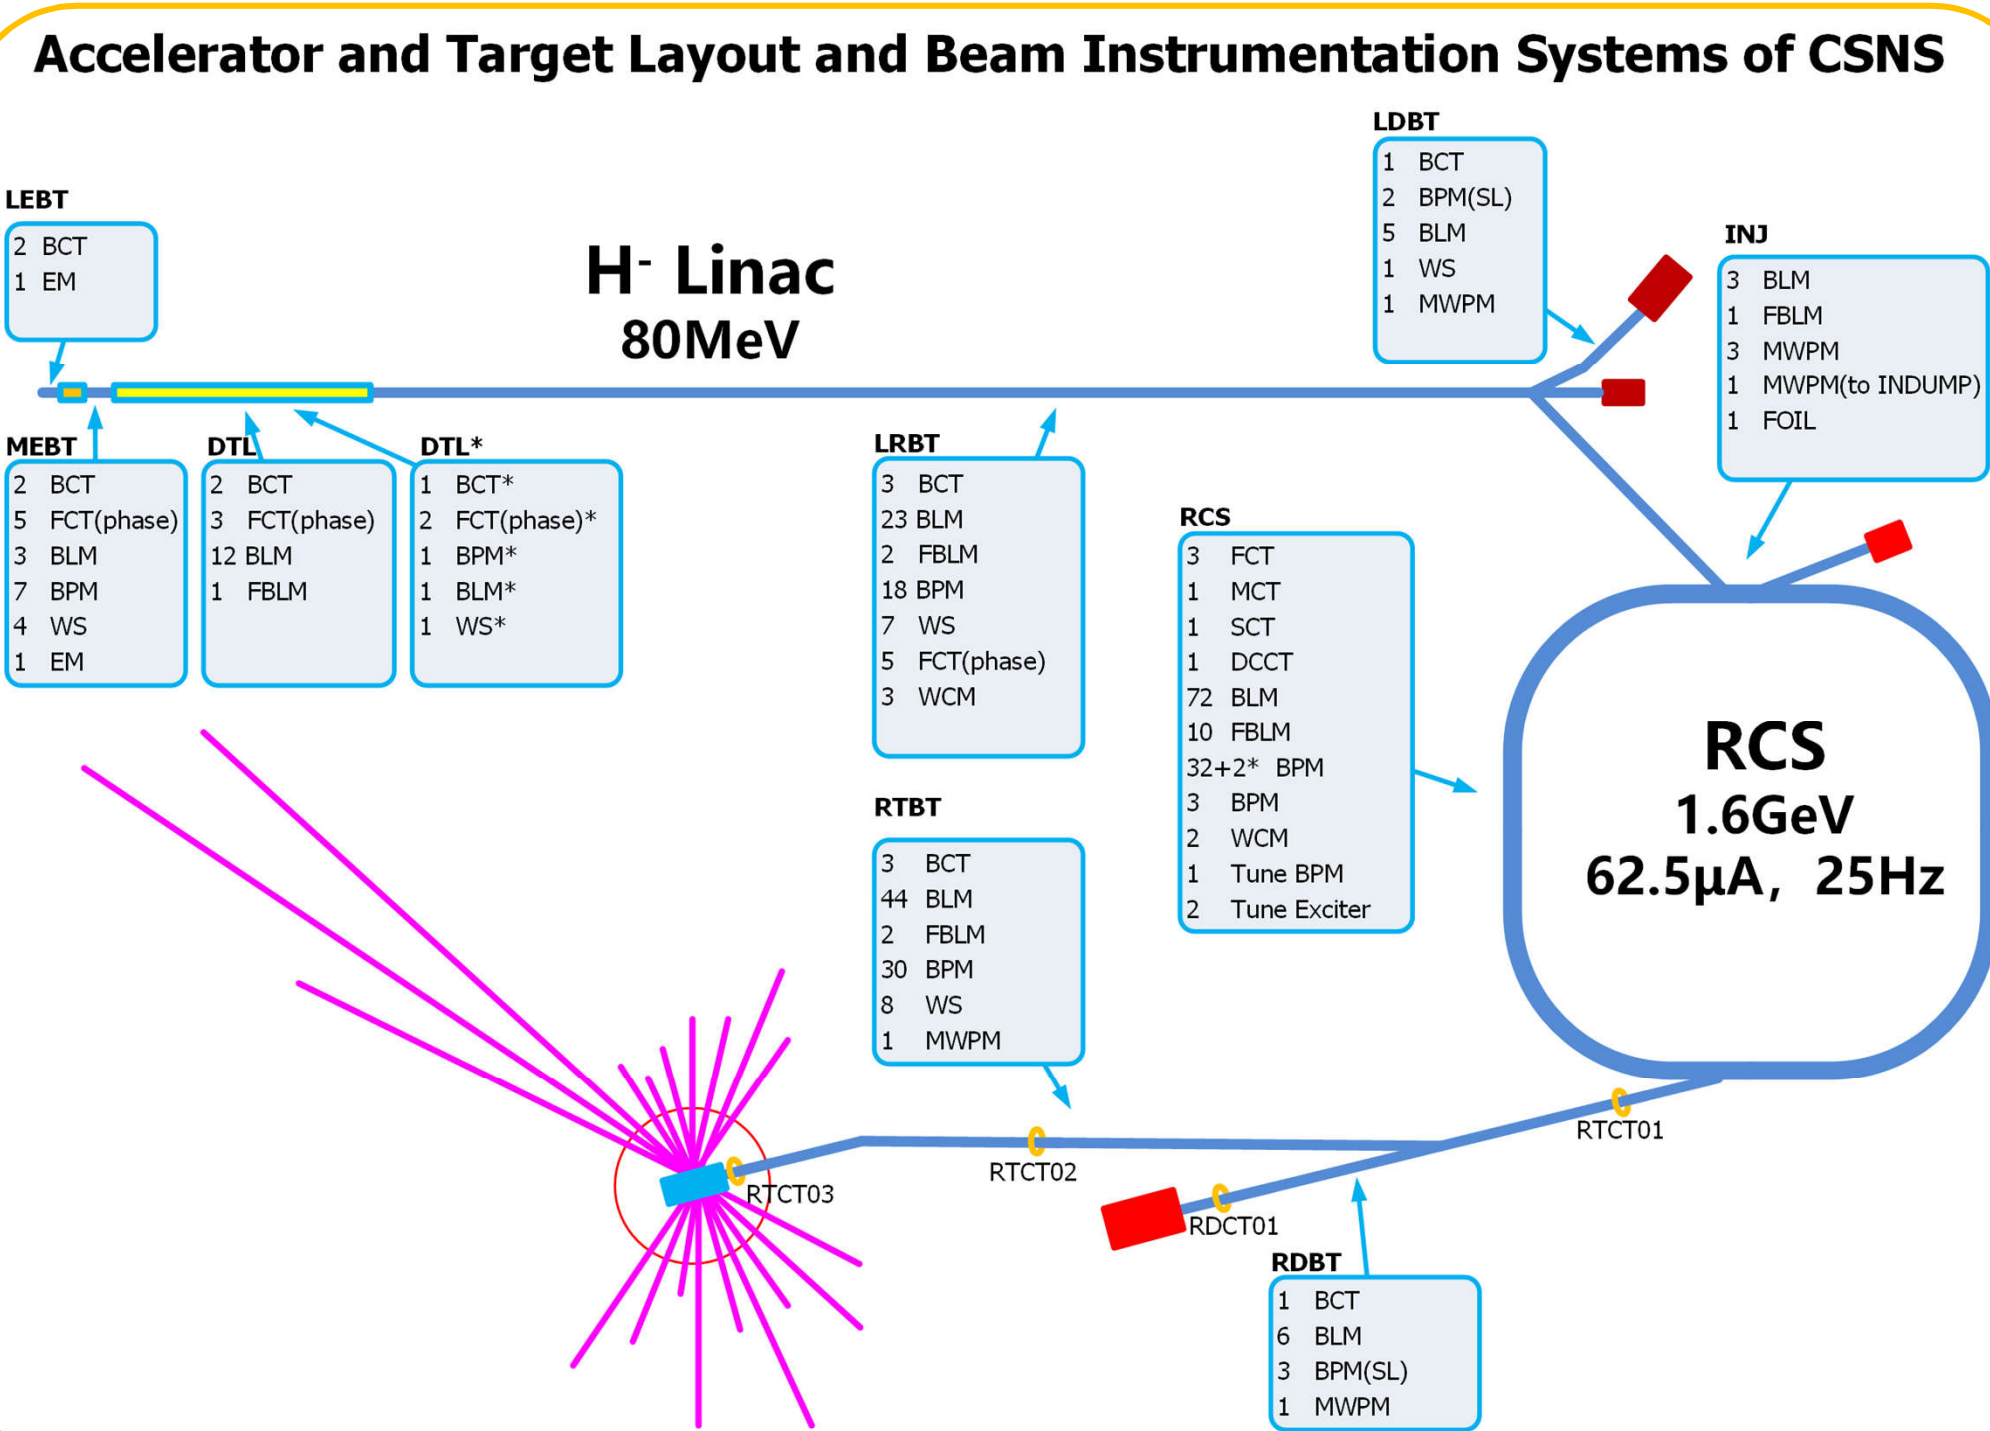 Accelerator and Target Layout and Beam Instrumentation Systems of CSNS
LEBT
2 BCT
1 EM
H- Linac
80MeV
LDBT
1 BCT
2 BPM(SL)
5 BLM
1 WS
1 MWPM
INJ
3 BLM
1 FBLM
3 MWPM
1 MWPM(to INDUMP)
1 FOIL
MEBT
2 BCT
5 FCT(phase)
3 BLM
7 BPM
4 WS
1 EM
DTL
2 BCT
3 FCT(phase)
12 BLM
1 FBLM
DTL*
1 BCT*
2 FCT(phase)*
1 BPM*
1 BLM*
1 WS*
LRBT
3 BCT
23 BLM
2 FBLM
18 BPM
7 WS
5 FCT(phase)
3 WCM
RCS
3 FCT
1 MCT
1 SCT
1 DCCT
72 BLM
10 FBLM
32+2* BPM
3 BPM
2 WCM
1 Tune BPM
2 Tune Exciter
RCS
1.6GeV
62.5μA, 25Hz
RTBT
3 BCT
44 BLM
2 FBLM
30 BPM
8 WS
1 MWPM
RTCT01
RTCT02
RTCT03
RDCT01
RDBT
1 BCT
6 BLM
3 BPM(SL)
1 MWPM